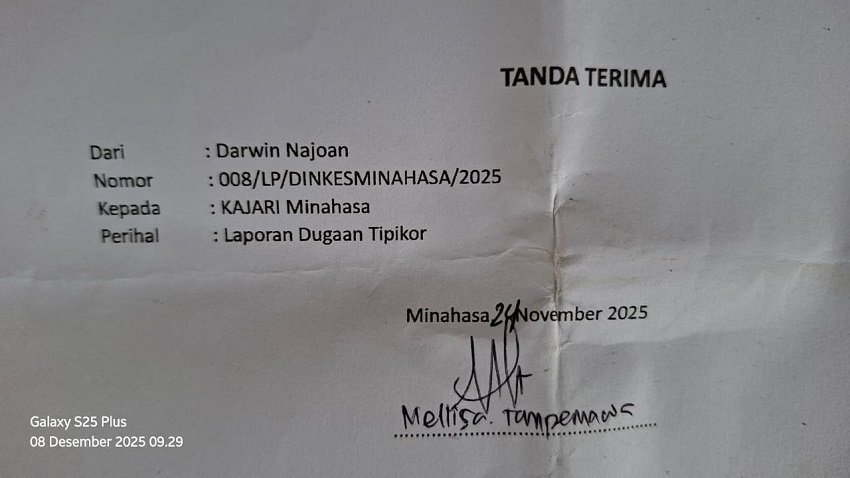 TANDA TERIMA
Dari : Darwin Najoan
Nomor : 008/LP/DINKESMINAHASA/2025
Kepada : KAJARI Minahasa
Perihal : Laporan Dugaan Tipikor
Minahasa 24 November 2025
Mellisa. Tampemawa
Galaxy S25 Plus
08 Desember 2025 09.29